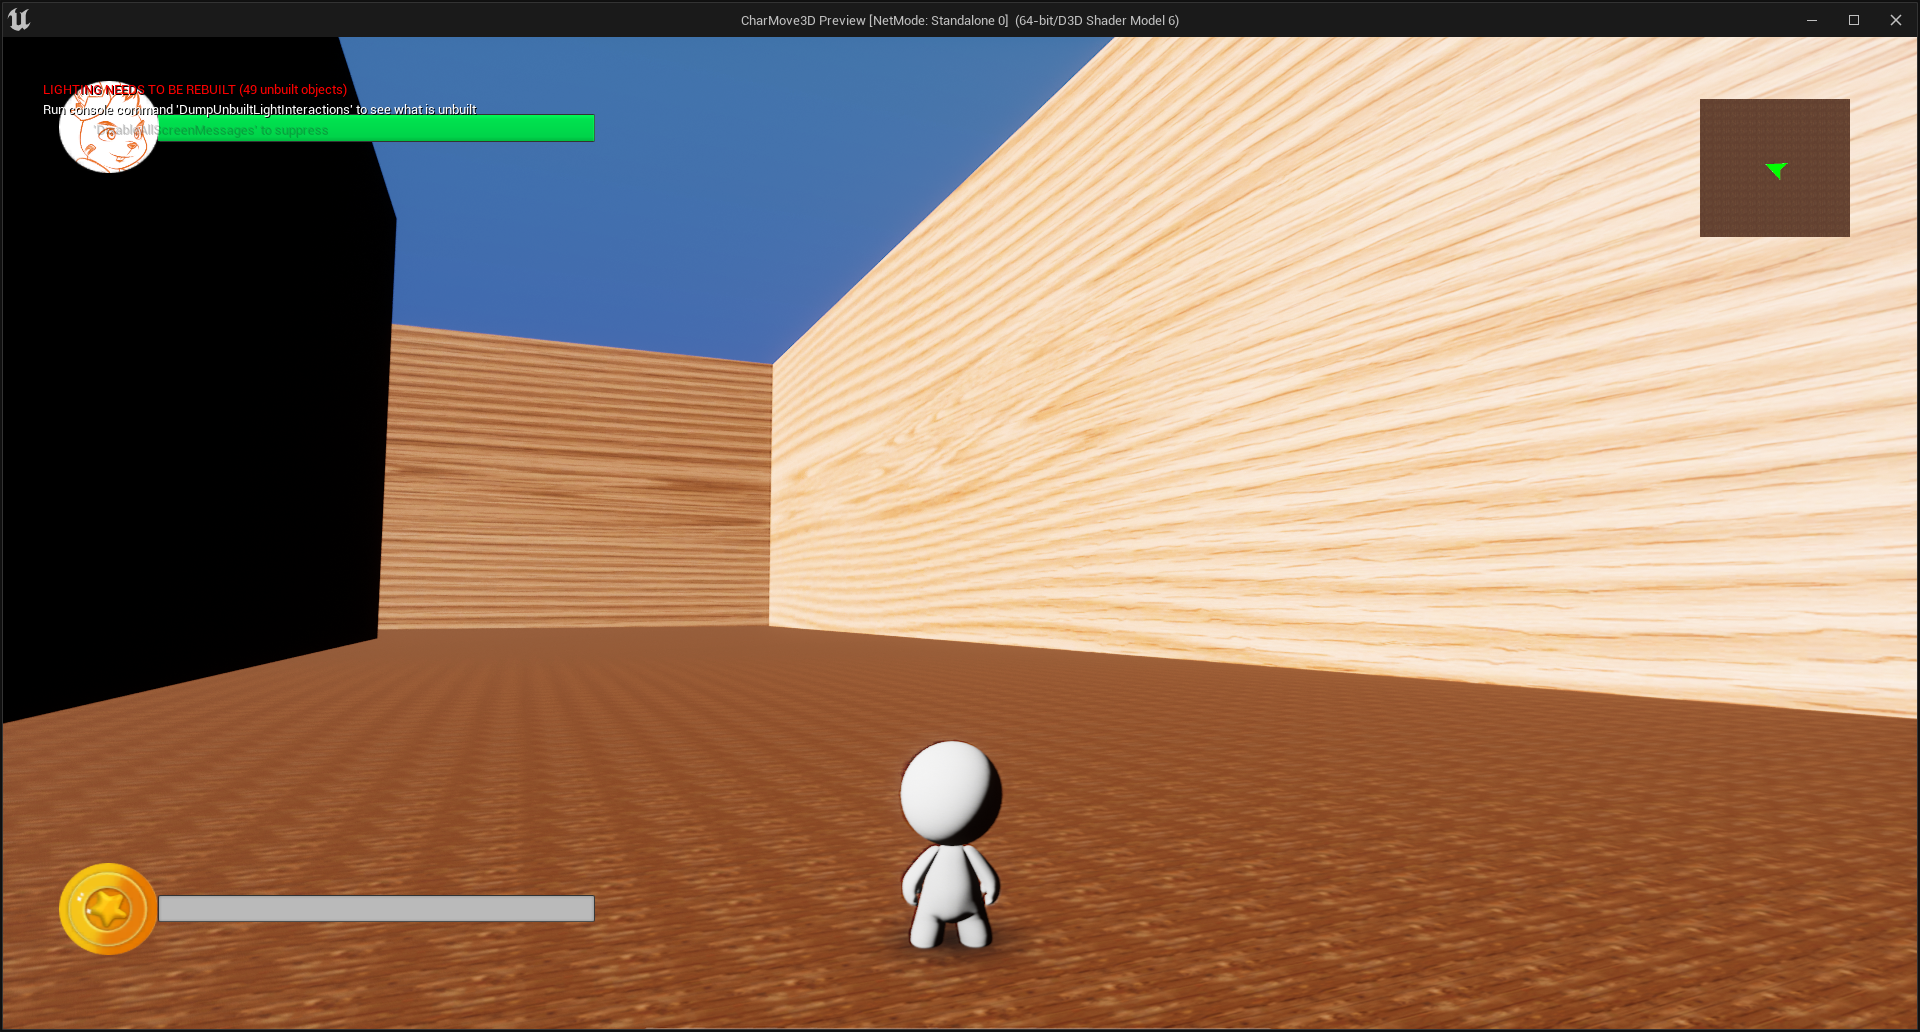 CharMove3D Preview [NetMode: Standalone 0] (64-bit/D3D Shader Model 6)
LIGHTING NEEDS TO BE REBUILT (49 unbuilt objects)
Run console command 'DumpUnbuiltLightInteractions' to see what is unbuilt
'DisableAllScreenMessages' to suppress